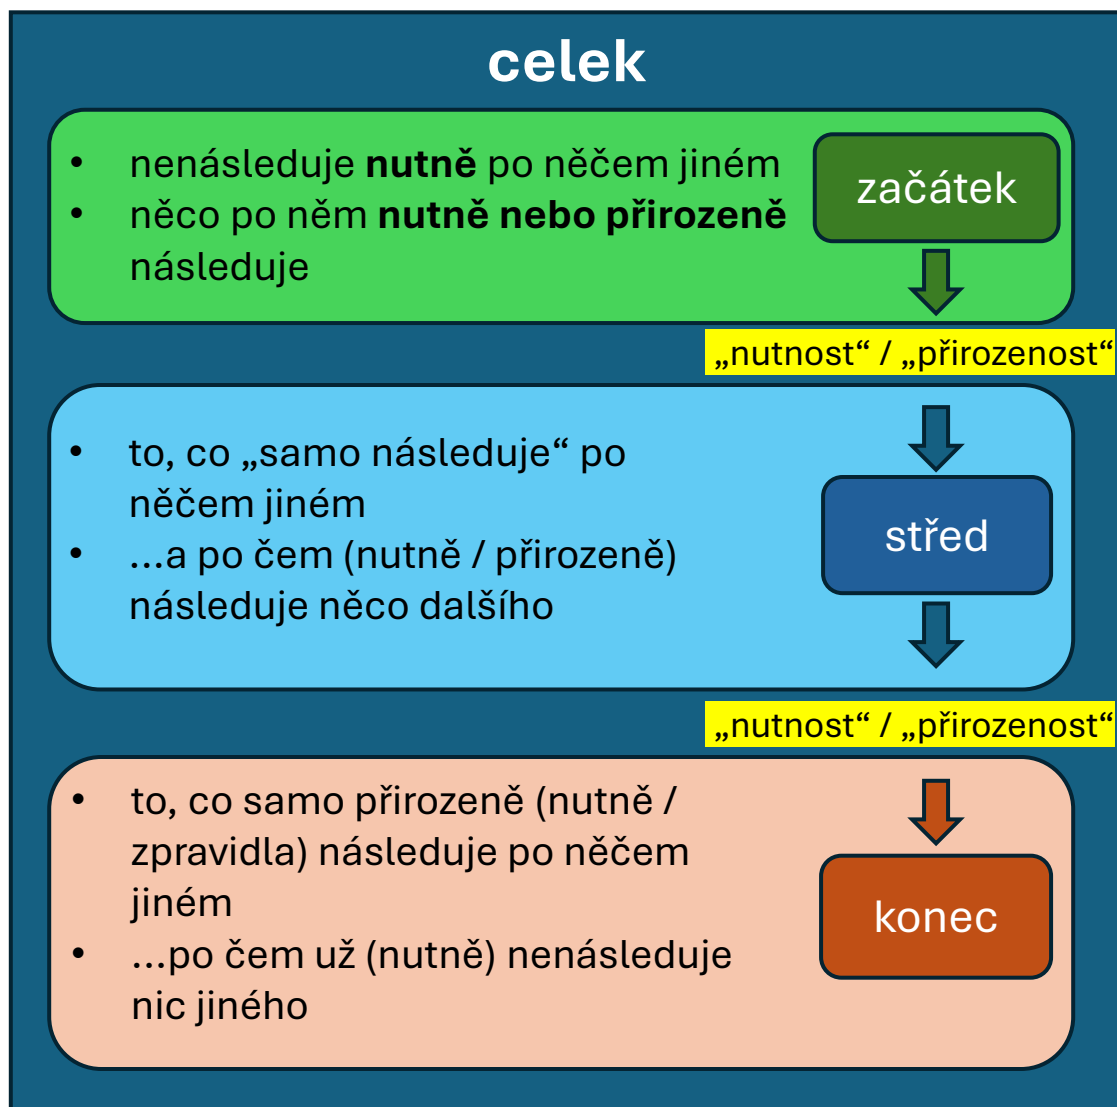 celek
• nenásleduje nutně po něčem jiném
• něco po něm nutně nebo přirozeně
následuje
začátek
„nutnost“ / „přirozenost“
• to, co „samo následuje“ po
něčem jiném
• ...a po čem (nutně / přirozeně)
následuje něco dalšího
střed
„nutnost“ / „přirozenost“
• to, co samo přirozeně (nutně /
zpravidla) následuje po něčem
jiném
• ...po čem už (nutně) nenásleduje
nic jiného
konec